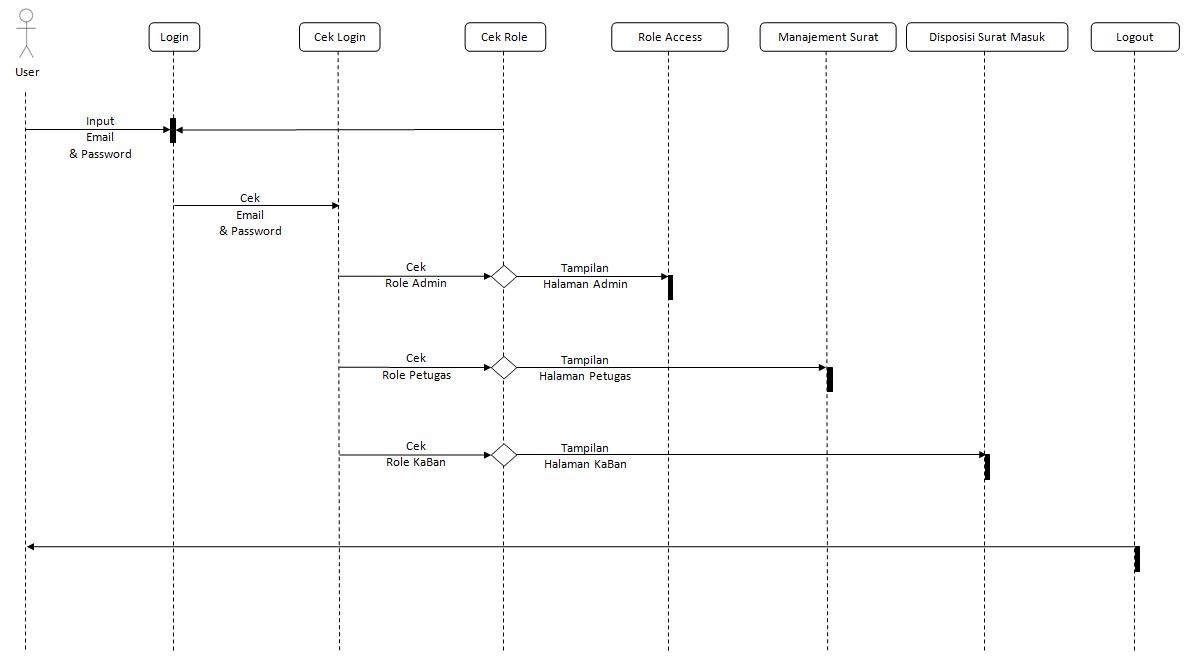 User
Login
Cek Login
Cek Role
Role Access
Manajement Surat
Disposisi Surat Masuk
Logout
Input
Email
& Password
Cek
Email
& Password
Cek
Role Admin
Tampilan
Halaman Admin
Cek
Role Petugas
Tampilan
Halaman Petugas
Cek
Role KaBan
Tampilan
Halaman KaBan